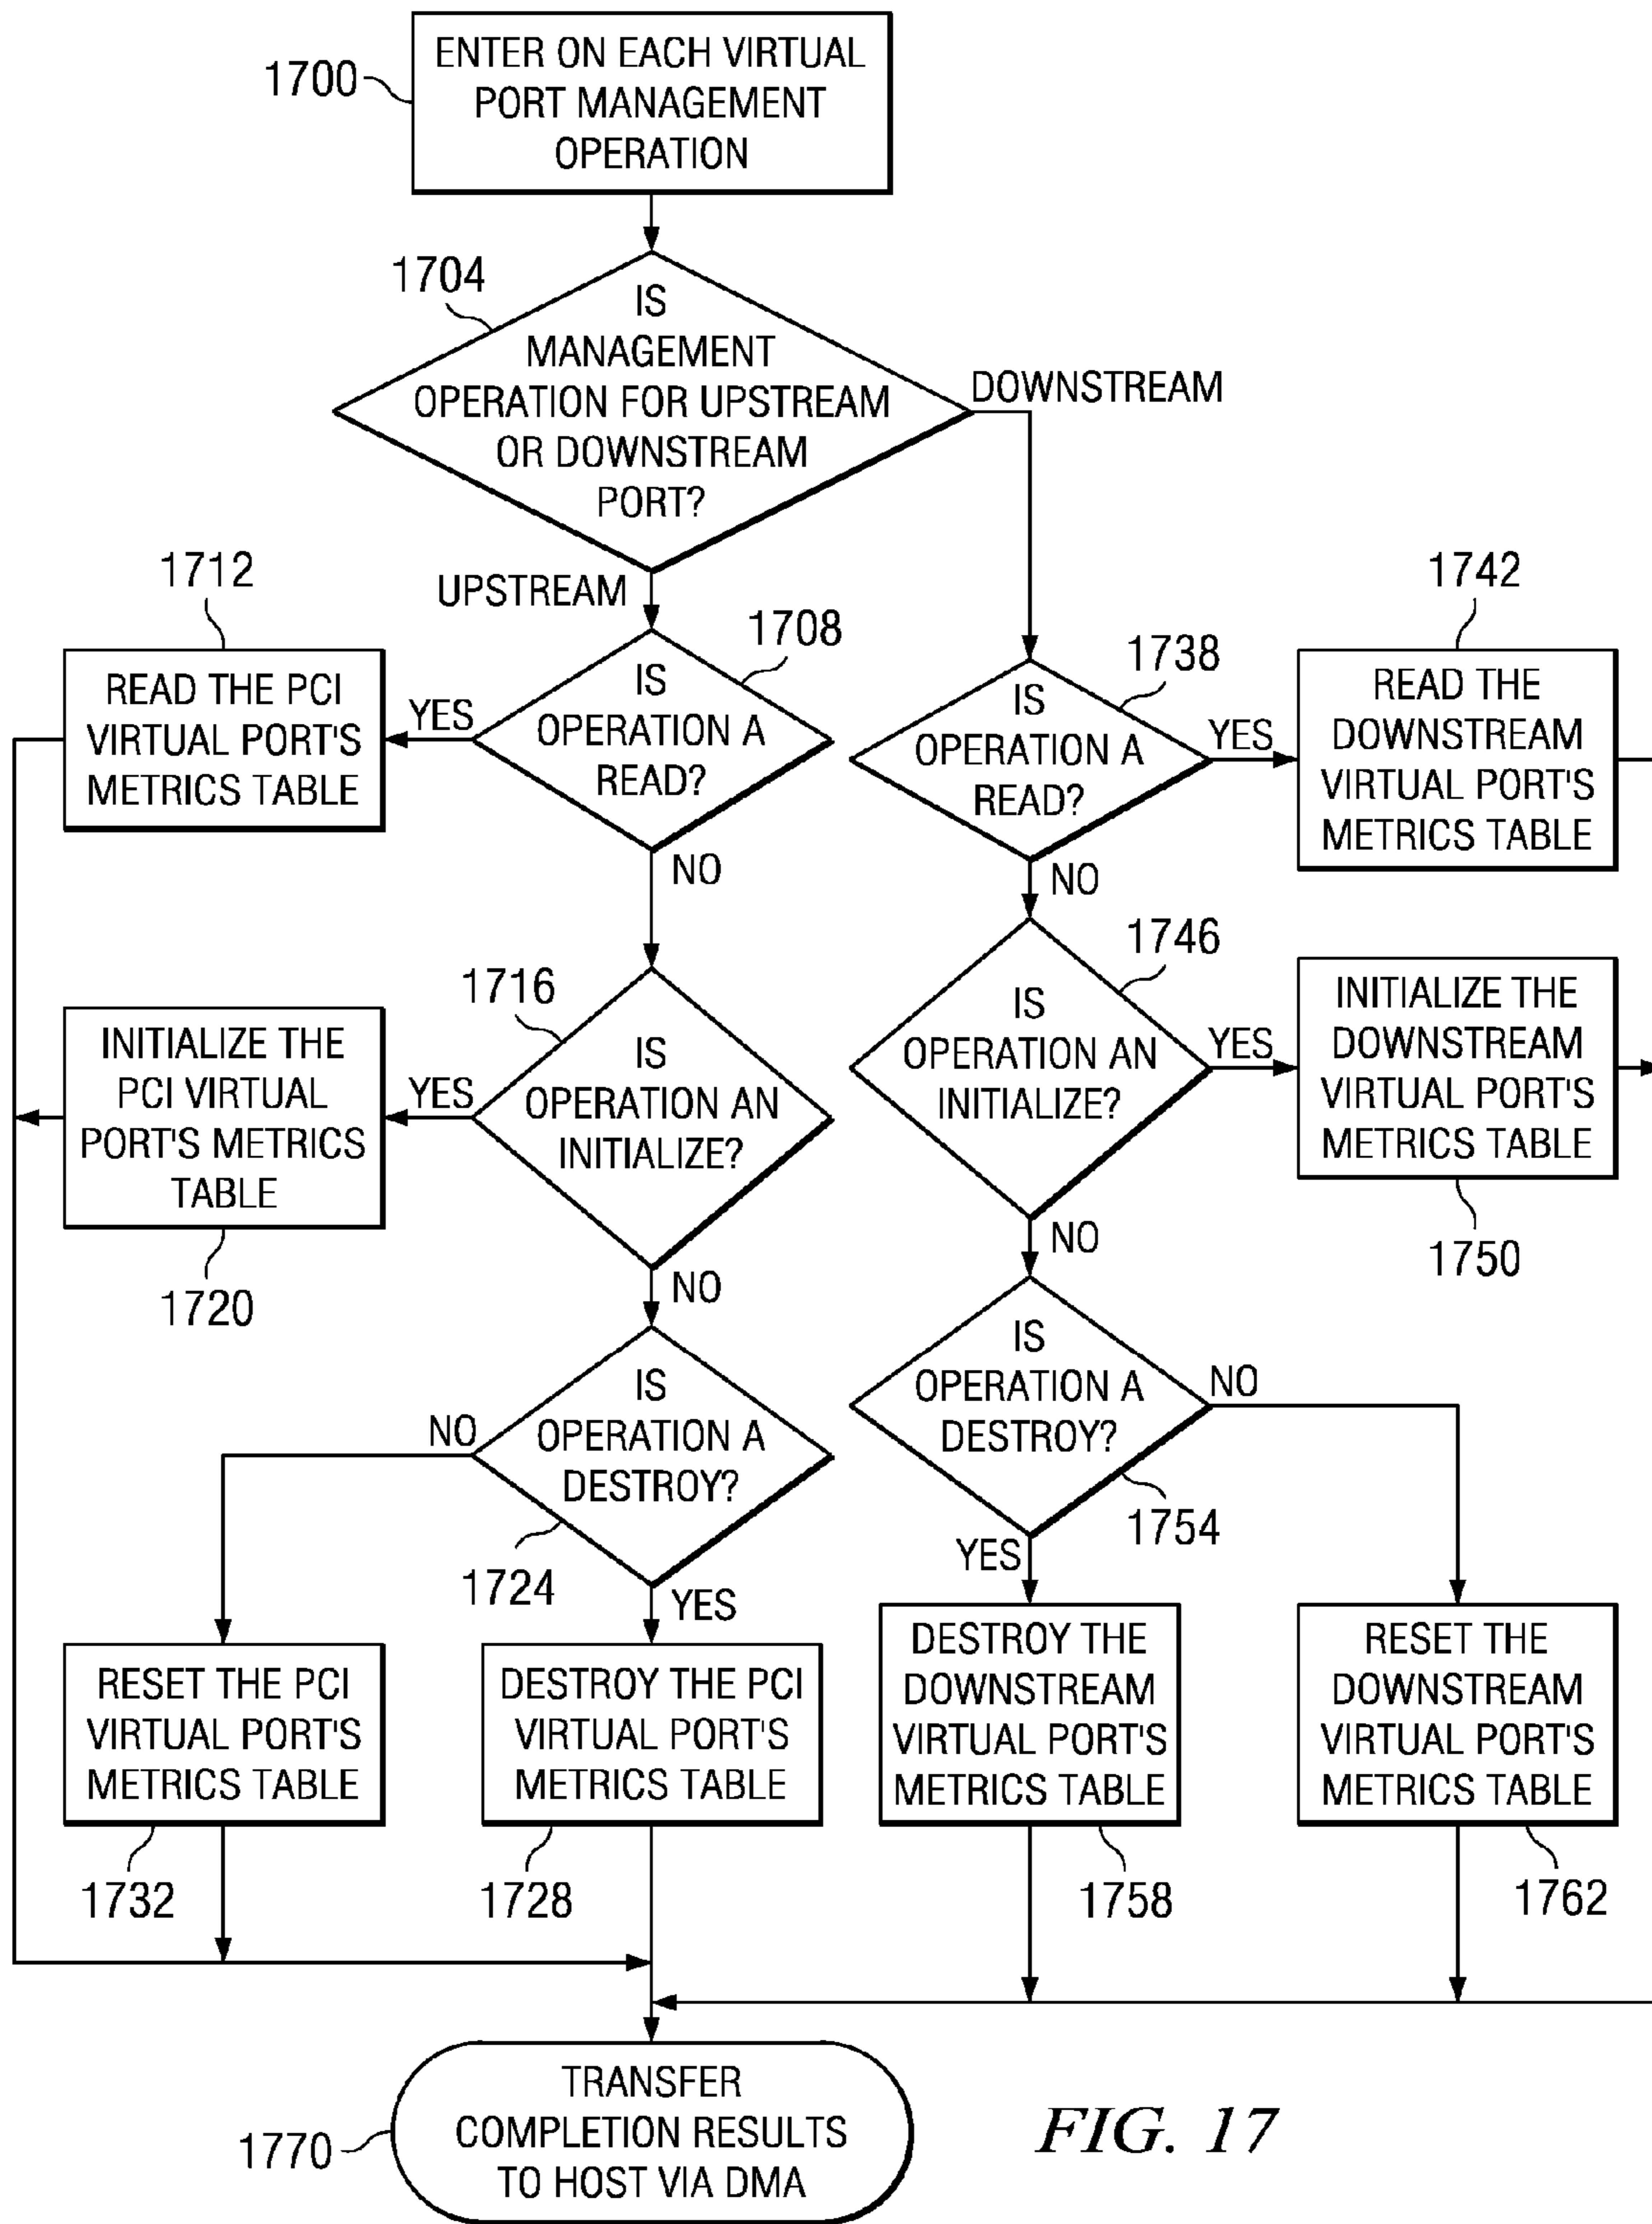 1700
ENTER ON EACH VIRTUAL
PORT MANAGEMENT
OPERATION
1704
IS
MANAGEMENT
OPERATION FOR UPSTREAM
OR DOWNSTREAM
PORT?
DOWNSTREAM
UPSTREAM
1712
READ THE PCI
VIRTUAL PORT'S
METRICS TABLE
YES
1708
IS
OPERATION A
READ?
NO
1738
IS
OPERATION A
READ?
YES
NO
1742
READ THE
DOWNSTREAM
VIRTUAL PORT'S
METRICS TABLE
1716
IS
OPERATION AN
INITIALIZE?
YES
NO
INITIALIZE THE
PCI VIRTUAL
PORT'S METRICS
TABLE
1720
1746
IS
OPERATION AN
INITIALIZE?
YES
NO
INITIALIZE THE
DOWNSTREAM
VIRTUAL PORT'S
METRICS TABLE
1750
IS
OPERATION A
DESTROY?
NO
1724
YES
IS
OPERATION A
DESTROY?
NO
1754
YES
RESET THE PCI
VIRTUAL PORT'S
METRICS TABLE
1732
DESTROY THE PCI
VIRTUAL PORT'S
METRICS TABLE
1728
DESTROY THE
DOWNSTREAM
VIRTUAL PORT'S
METRICS TABLE
1758
RESET THE
DOWNSTREAM
VIRTUAL PORT'S
METRICS TABLE
1762
1770
TRANSFER
COMPLETION RESULTS
TO HOST VIA DMA
FIG. 17